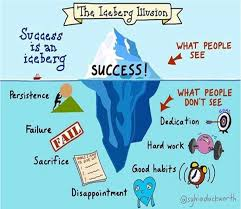 The Iceberg Illusion
Success
is an
iceberg
WHAT PEOPLE
SEE
SUCCESS!
WHAT PEOPLE
DON'T SEE
Persistence
Dedication
Failure
FAIL
Hard work
Sacrifice
Good habits
Disappointment
@sylviaduckworth